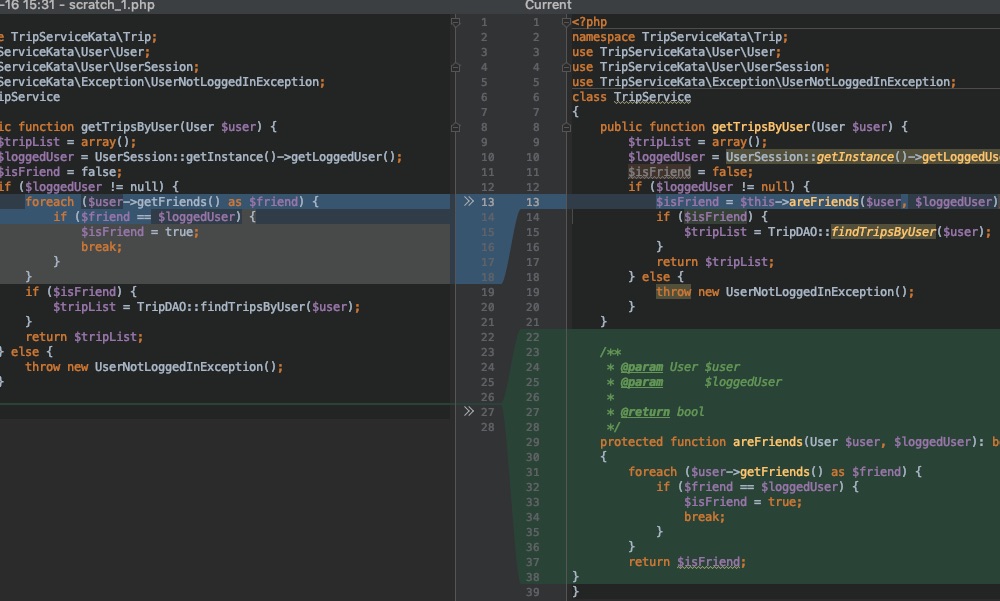 -16 15:31 - scratch_1.php
Current
e TripServiceKata\Trip;
ServiceKata\User\User;
ServiceKata\User\UserSession;
ServiceKata\Exception\UserNotLoggedInException;
ipService
ic function getTripsByUser(User $user) {
$tripList = array();
$loggedUser = UserSession::getInstance()->getLoggedUser();
$isFriend = false;
if ($loggedUser != null) {
foreach ($user->getFriends() as $friend) {
if ($friend == $loggedUser) {
$isFriend = true;
break;
}
}
if ($isFriend) {
$tripList = TripDAO::findTripsByUser($user);
}
return $tripList;
} else {
throw new UserNotLoggedInException();
}
1 1 <?php
2 2 namespace TripServiceKata\Trip;
3 3 use TripServiceKata\User\User;
4 4 use TripServiceKata\User\UserSession;
5 5 use TripServiceKata\Exception\UserNotLoggedInException;
6 6 class TripService
7 7 {
8 8 public function getTripsByUser(User $user) {
9 9 $tripList = array();
10 10 $loggedUser = UserSession::getInstance()->getLoggedUs
11 11 $isFriend = false;
12 12 if ($loggedUser != null) {
13 13 $isFriend = $this->areFriends($user, $loggedUser)
14 14 if ($isFriend) {
15 15 $tripList = TripDAO::findTripsByUser($user);
16 16 }
17 17 return $tripList;
18 18 } else {
19 19 throw new UserNotLoggedInException();
20 20 }
21 21 }
22 22
23 23 /**
24 24 * @param User $user
25 25 * @param $loggedUser
26 26 *
27 27 * @return bool
28 28 */
29 protected function areFriends(User $user, $loggedUser): b
30 {
31 foreach ($user->getFriends() as $friend) {
32 if ($friend == $loggedUser) {
33 $isFriend = true;
34 break;
35 }
36 }
37 return $isFriend;
38 }
39 }